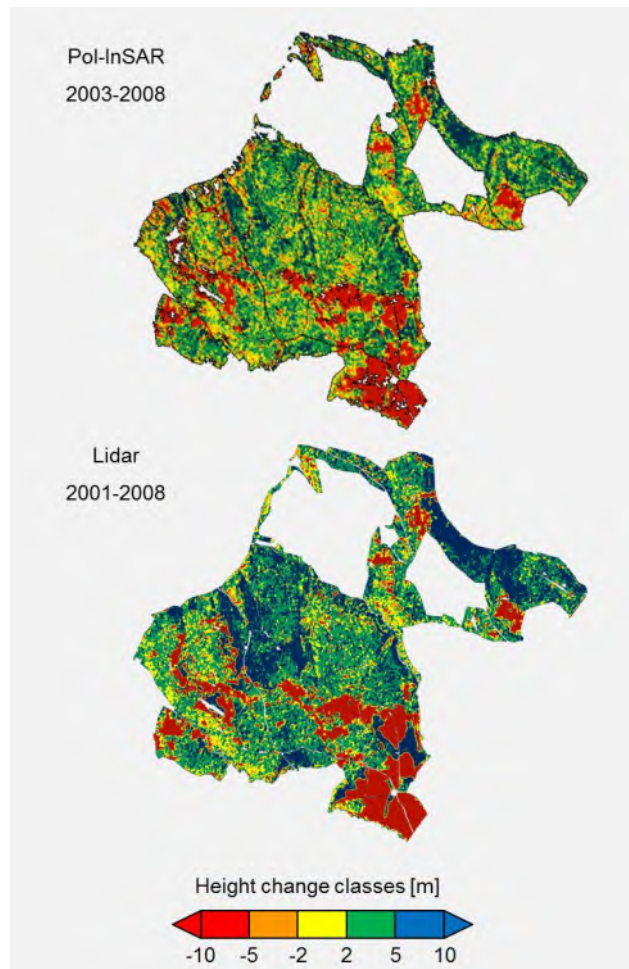 Pol-InSAR
2003-2008
Lidar
2001-2008
Height change classes [m]
-10 -5 -2 2 5 10